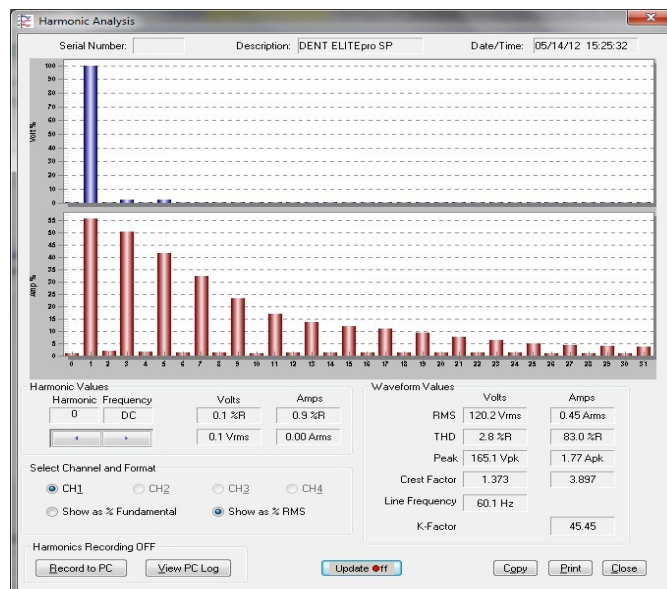 Harmonic Analysis
Serial Number: Description: DENT ELITEpro SP Date/Time: 05/14/12 15:25:32
Volt %
100
90
80
70
60
50
40
30
20
10
0
Amp %
55
50
45
40
35
30
25
20
15
10
5
0
0 1 2 3 4 5 6 7 8 9 10 11 12 13 14 15 16 17 18 19 20 21 22 23 24 25 26 27 28 29 30 31
Harmonic Values
Harmonic Frequency Volts Amps
0 DC 0.1 %R 0.9 %R
0.1 Vrms 0.00 Arms
Select Channel and Format
CH1 CH2 CH3 CH4
Show as % Fundamental Show as % RMS
Harmonics Recording OFF
Record to PC View PC Log
Waveform Values
Volts Amps
RMS 120.2 Vrms 0.45 Arms
THD 2.8 %R 83.0 %R
Peak 165.1 Vpk 1.77 Apk
Crest Factor 1.373 3.897
Line Frequency 60.1 Hz
K-Factor 45.45
Update Off Copy Print Close